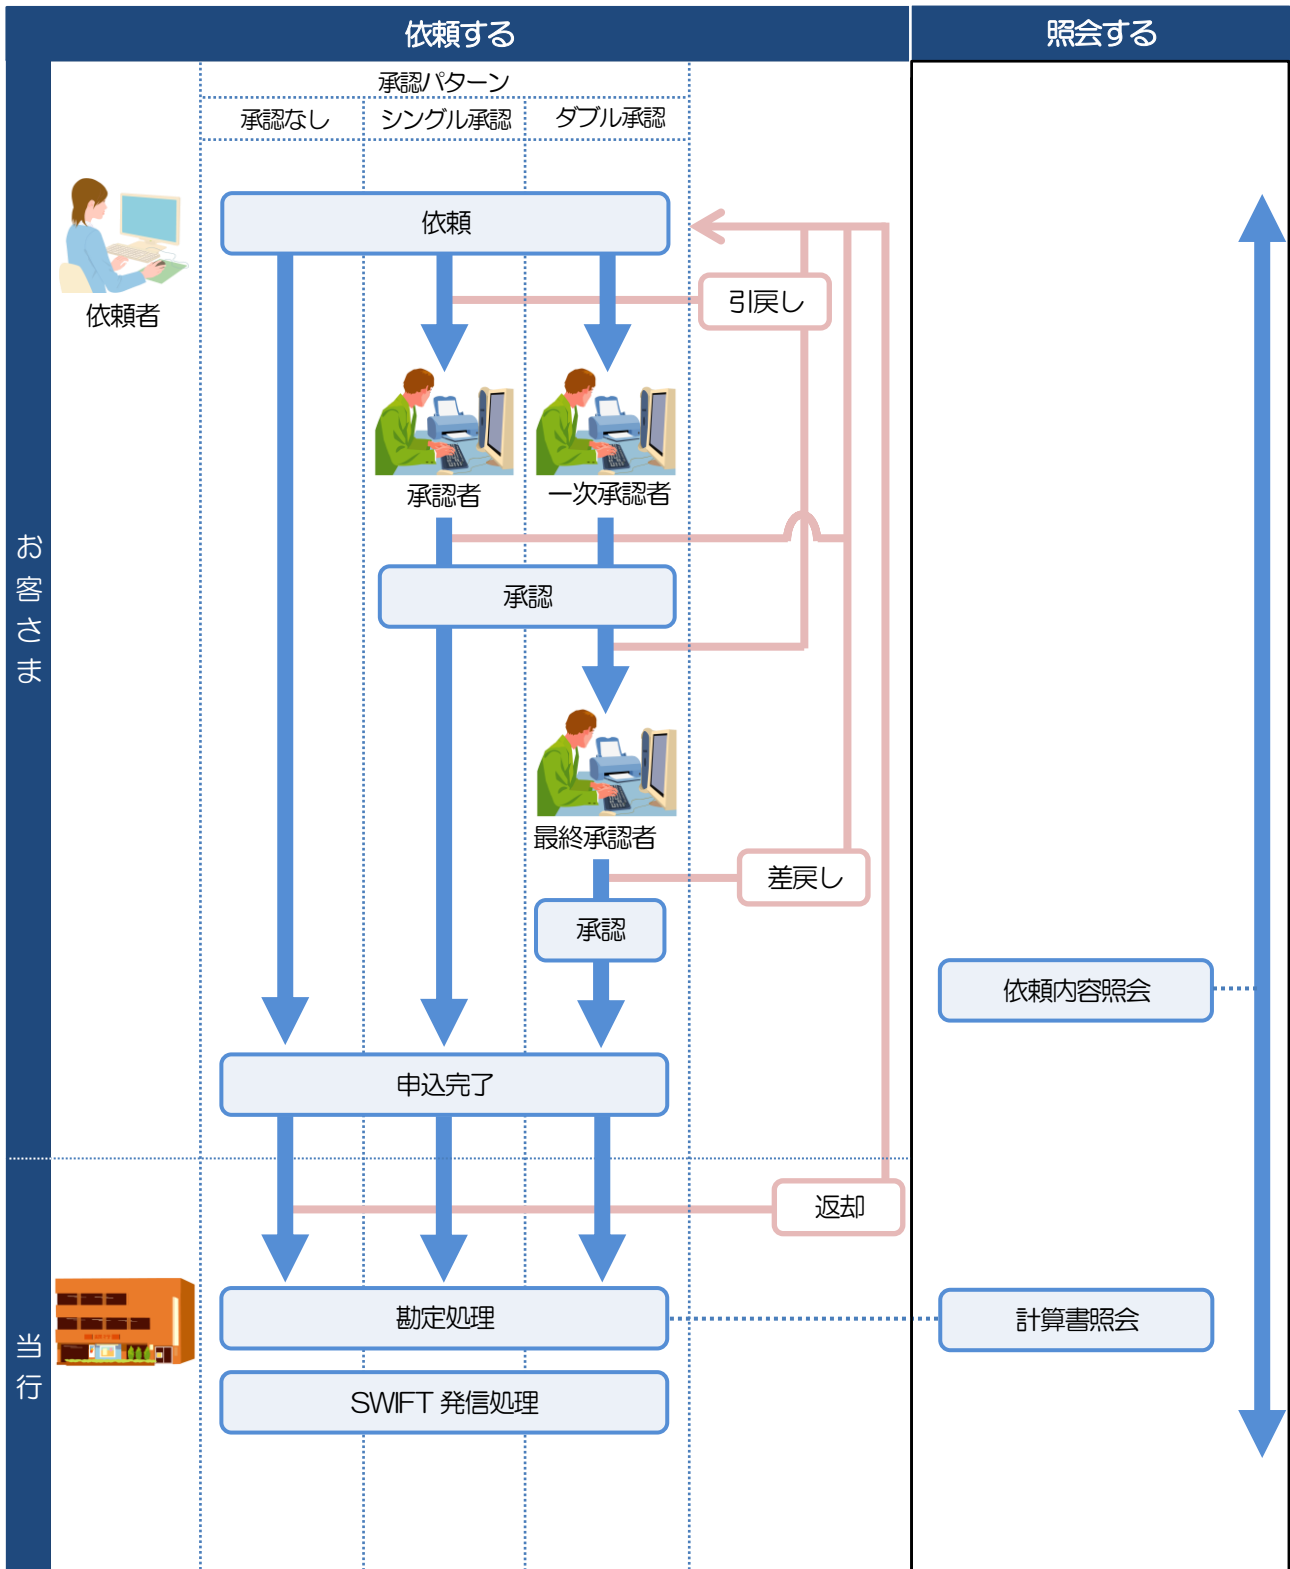 依頼する
照会する
承認パターン
承認なし
シングル承認
ダブル承認
依頼
依頼者
引戻し
承認者
一次承認者
お客さま
承認
最終承認者
差戻し
承認
依頼内容照会
申込完了
返却
勘定処理
計算書照会
当行
SWIFT 発信処理